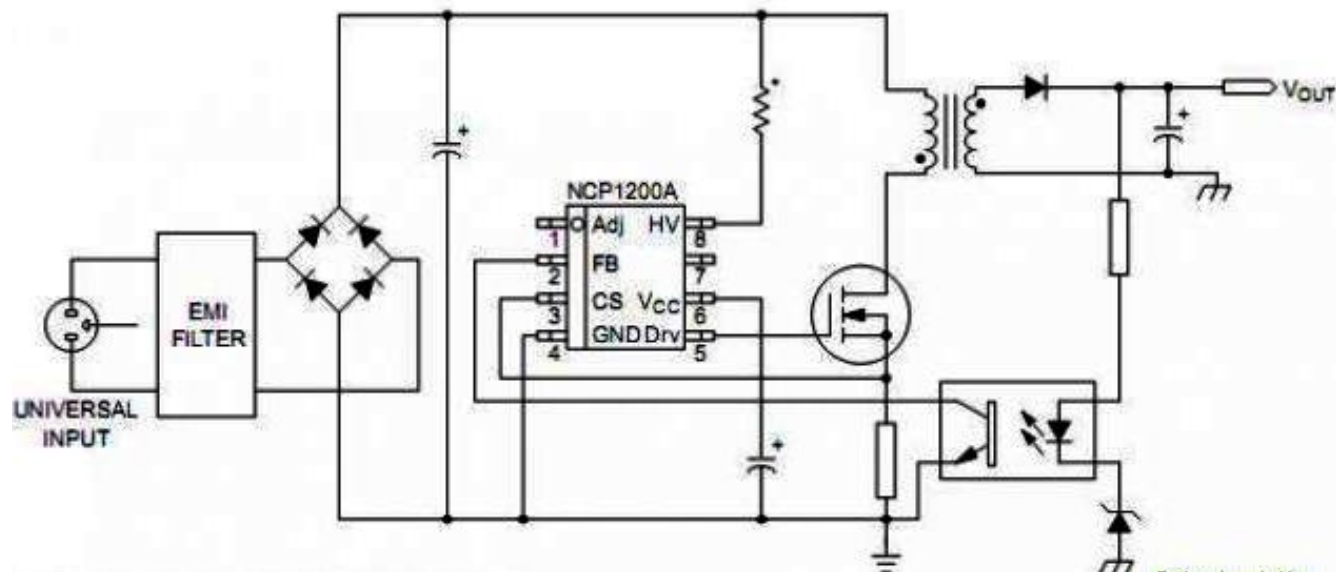 NCP1200A
1 Adj HV 8
2 FB 7
3 CS VCC 6
4 GND Drv 5
EMI
FILTER
UNIVERSAL
INPUT
+
+
+
VOUT